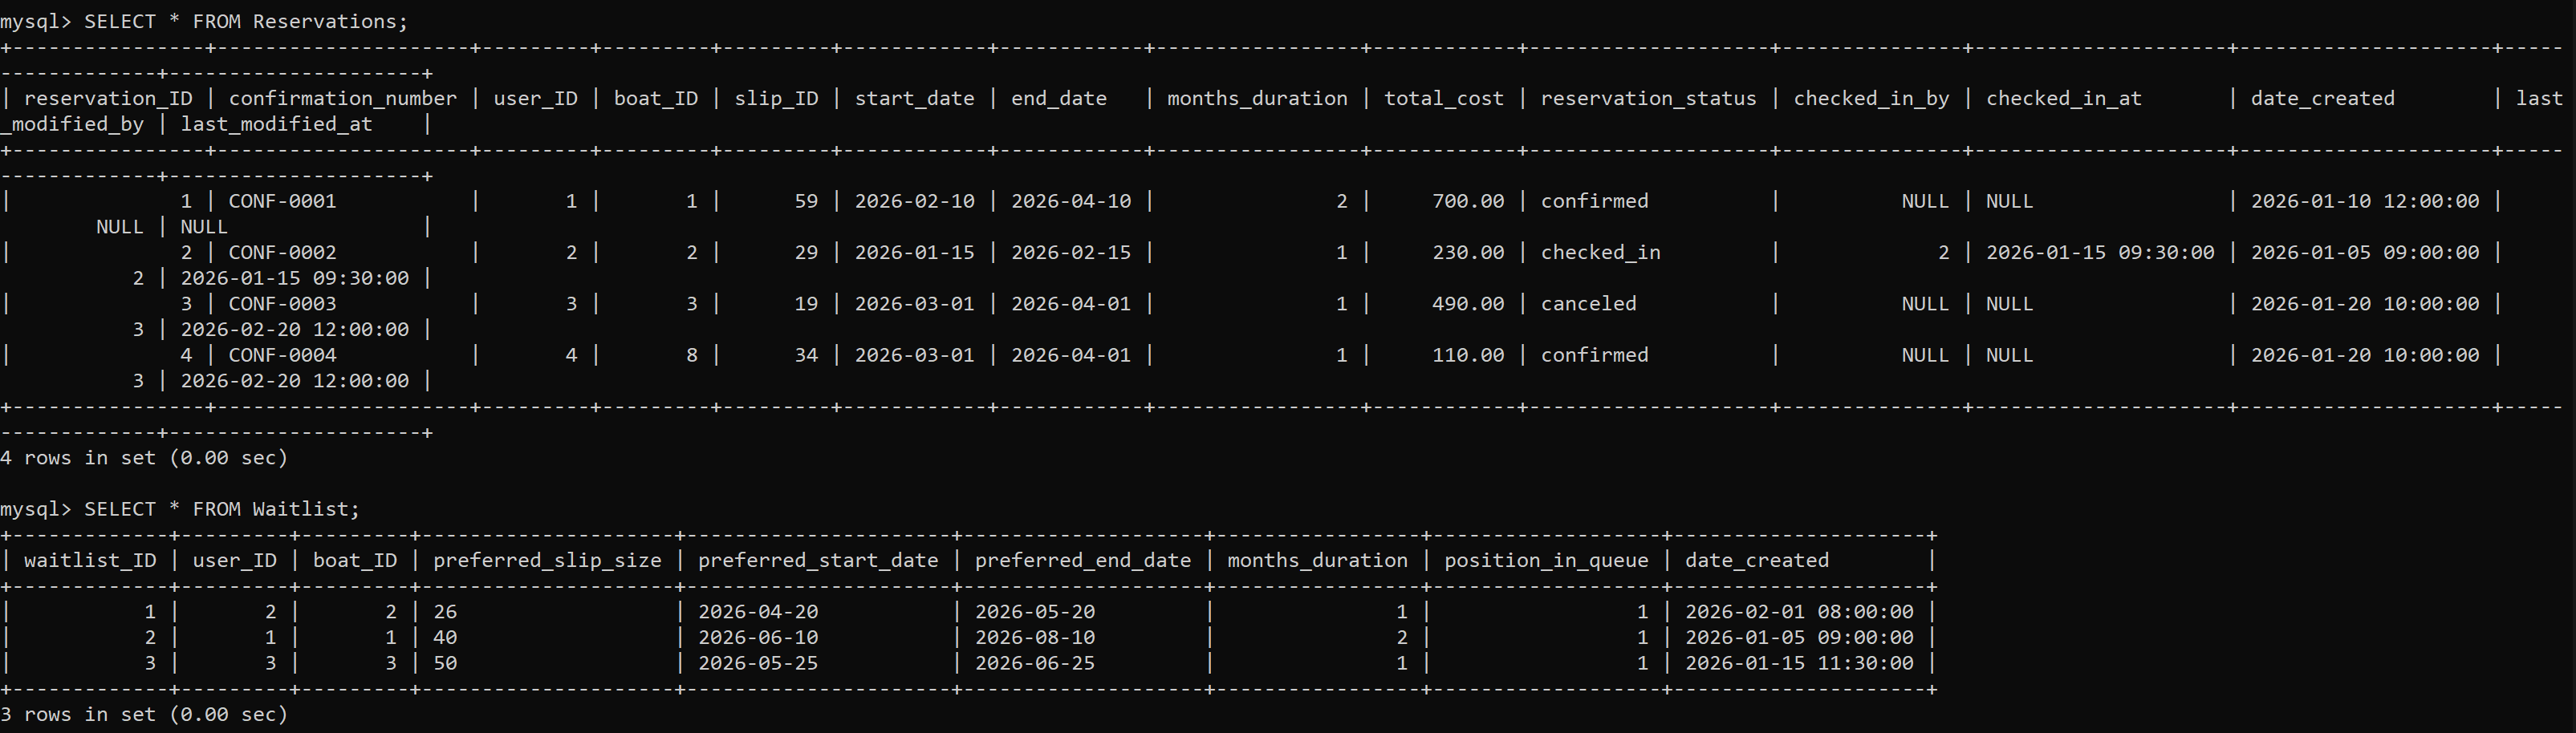 mysql> SELECT * FROM Reservations;
+----------------+---------------------+---------+---------+---------+------------+------------+-----------------+------------+--------------------+---------------+---------------------+---------------------+-----
-------------+---------------------+
| reservation_ID | confirmation_number | user_ID | boat_ID | slip_ID | start_date | end_date   | months_duration | total_cost | reservation_status | checked_in_by | checked_in_at       | date_created        | last
_modified_by | last_modified_at    |
+----------------+---------------------+---------+---------+---------+------------+------------+-----------------+------------+--------------------+---------------+---------------------+---------------------+-----
-------------+---------------------+
|              1 | CONF-0001           |       1 |       1 |      59 | 2026-02-10 | 2026-04-10 |               2 |     700.00 | confirmed          |          NULL | NULL                | 2026-01-10 12:00:00 |
        NULL | NULL                |
|              2 | CONF-0002           |       2 |       2 |      29 | 2026-01-15 | 2026-02-15 |               1 |     230.00 | checked_in         |             2 | 2026-01-15 09:30:00 | 2026-01-05 09:00:00 |
           2 | 2026-01-15 09:30:00 |
|              3 | CONF-0003           |       3 |       3 |      19 | 2026-03-01 | 2026-04-01 |               1 |     490.00 | canceled           |          NULL | NULL                | 2026-01-20 10:00:00 |
           3 | 2026-02-20 12:00:00 |
|              4 | CONF-0004           |       4 |       8 |      34 | 2026-03-01 | 2026-04-01 |               1 |     110.00 | confirmed          |          NULL | NULL                | 2026-01-20 10:00:00 |
           3 | 2026-02-20 12:00:00 |
+----------------+---------------------+---------+---------+---------+------------+------------+-----------------+------------+--------------------+---------------+---------------------+---------------------+-----
-------------+---------------------+
4 rows in set (0.00 sec)

mysql> SELECT * FROM Waitlist;
+-------------+---------+---------+---------------------+----------------------+--------------------+-----------------+-------------------+---------------------+
| waitlist_ID | user_ID | boat_ID | preferred_slip_size | preferred_start_date | preferred_end_date | months_duration | position_in_queue | date_created        |
+-------------+---------+---------+---------------------+----------------------+--------------------+-----------------+-------------------+---------------------+
|           1 |       2 |       2 | 26                  | 2026-04-20           | 2026-05-20         |               1 |                 1 | 2026-02-01 08:00:00 |
|           2 |       1 |       1 | 40                  | 2026-06-10           | 2026-08-10         |               2 |                 1 | 2026-01-05 09:00:00 |
|           3 |       3 |       3 | 50                  | 2026-05-25           | 2026-06-25         |               1 |                 1 | 2026-01-15 11:30:00 |
+-------------+---------+---------+---------------------+----------------------+--------------------+-----------------+-------------------+---------------------+
3 rows in set (0.00 sec)